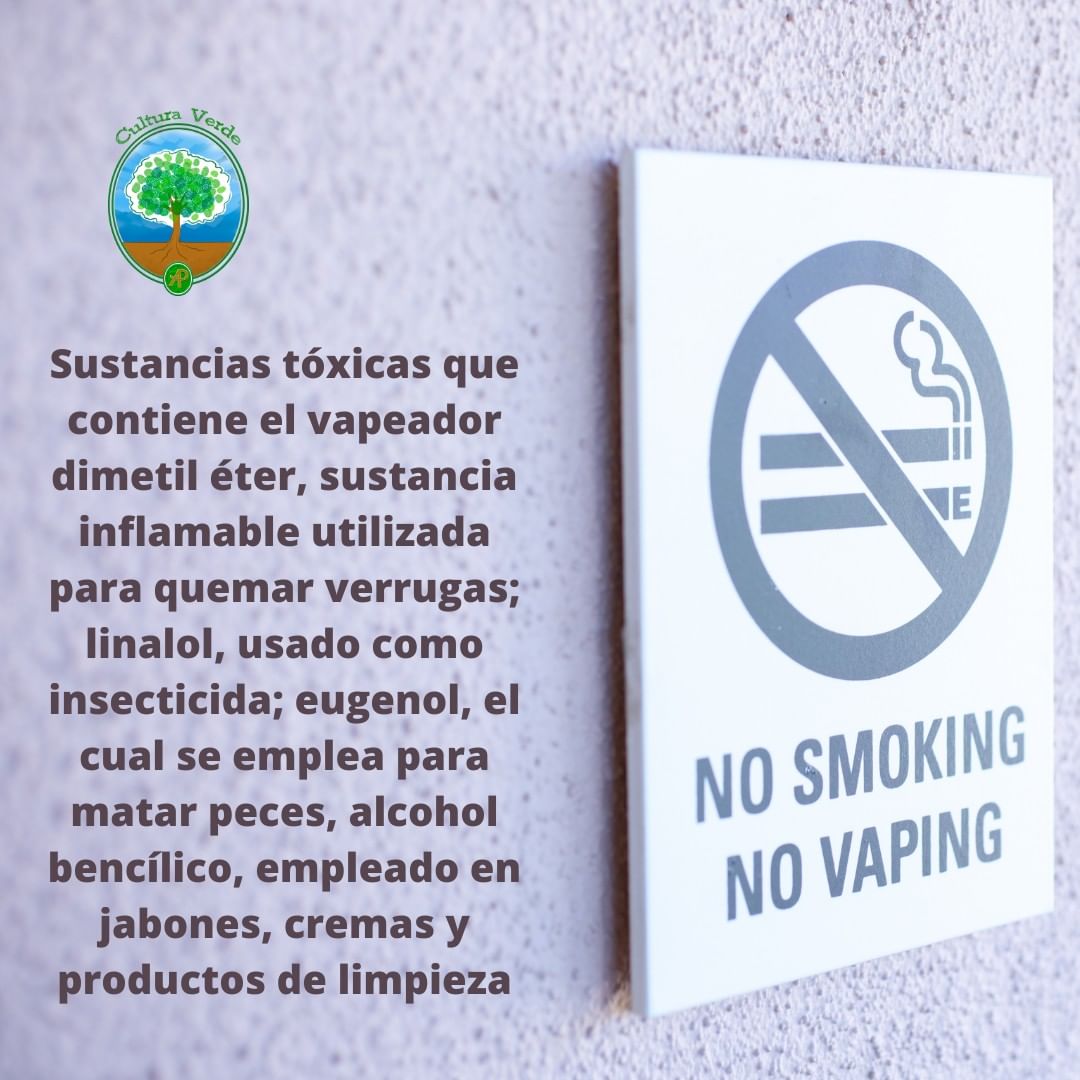 Cultura Verde
AP
Sustancias tóxicas que
contiene el vapeador
dimetil éter, sustancia
inflamable utilizada
para quemar verrugas;
linalol, usado como
insecticida; eugenol, el
cual se emplea para
matar peces, alcohol
bencílico, empleado en
jabones, cremas y
productos de limpieza
E
NO SMOKING
NO VAPING